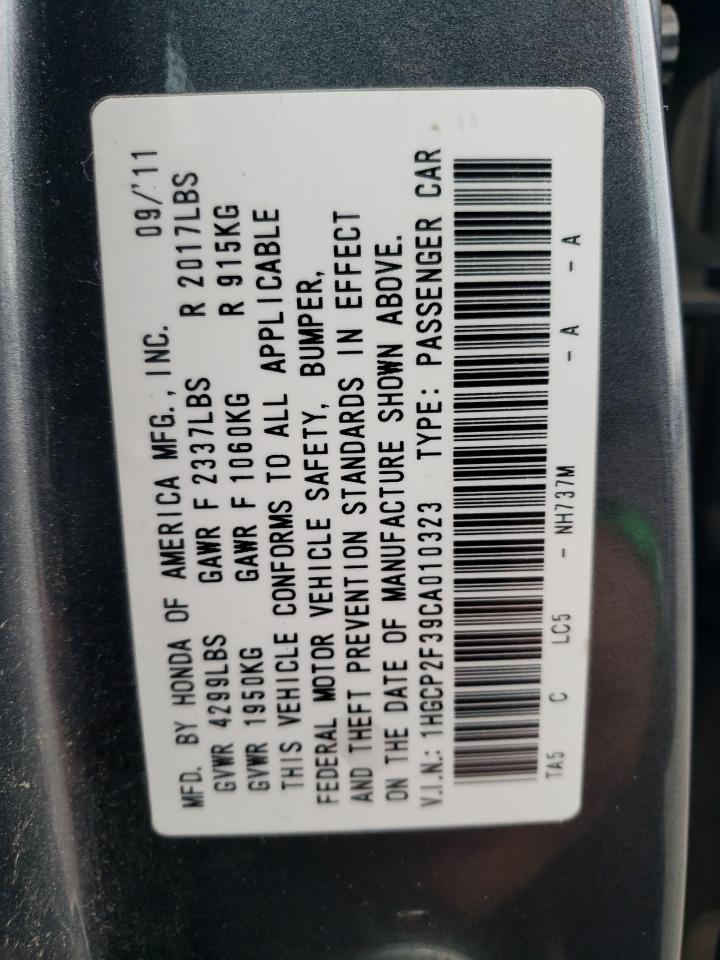 MFD. BY HONDA OF AMERICA MFG., INC. 09/'11
GVWR 4299LBS GAWR F 2337LBS R 2017LBS
GVWR 1950KG GAWR F 1060KG R 915KG
THIS VEHICLE CONFORMS TO ALL APPLICABLE
FEDERAL MOTOR VEHICLE SAFETY, BUMPER,
AND THEFT PREVENTION STANDARDS IN EFFECT
ON THE DATE OF MANUFACTURE SHOWN ABOVE.
V.I.N.: 1HGCP2F39CA010323 TYPE: PASSENGER CAR
TA5 C LC5 - NH737M - A - A